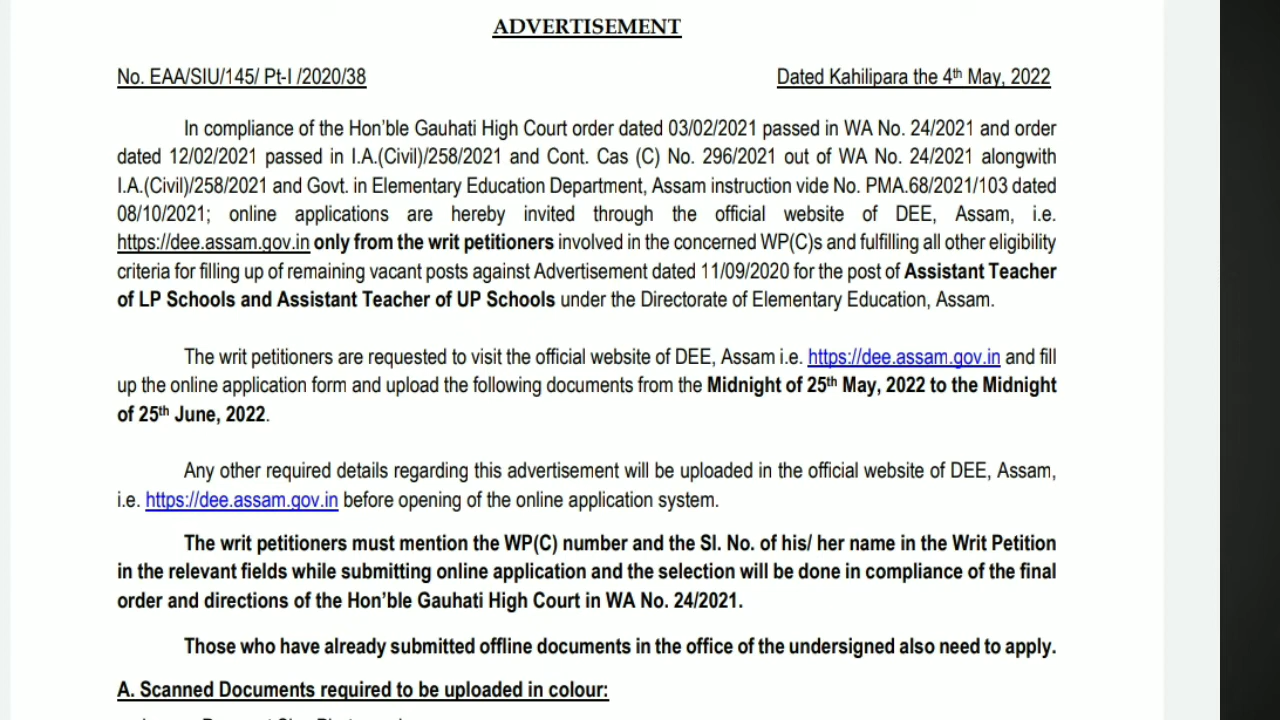 ADVERTISEMENT
No. EAA/SIU/145/ Pt-I /2020/38 Dated Kahilipara the 4th May, 2022
In compliance of the Hon'ble Gauhati High Court order dated 03/02/2021 passed in WA No. 24/2021 and order
dated 12/02/2021 passed in I.A.(Civil)/258/2021 and Cont. Cas (C) No. 296/2021 out of WA No. 24/2021 alongwith
I.A.(Civil)/258/2021 and Govt. in Elementary Education Department, Assam instruction vide No. PMA.68/2021/103 dated
08/10/2021; online applications are hereby invited through the official website of DEE, Assam, i.e.
https://dee.assam.gov.in only from the writ petitioners involved in the concerned WP(C)s and fulfilling all other eligibility
criteria for filling up of remaining vacant posts against Advertisement dated 11/09/2020 for the post of Assistant Teacher
of LP Schools and Assistant Teacher of UP Schools under the Directorate of Elementary Education, Assam.
The writ petitioners are requested to visit the official website of DEE, Assam i.e. https://dee.assam.gov.in and fill
up the online application form and upload the following documents from the Midnight of 25th May, 2022 to the Midnight
of 25th June, 2022.
Any other required details regarding this advertisement will be uploaded in the official website of DEE, Assam,
i.e. https://dee.assam.gov.in before opening of the online application system.
The writ petitioners must mention the WP(C) number and the Sl. No. of his/ her name in the Writ Petition
in the relevant fields while submitting online application and the selection will be done in compliance of the final
order and directions of the Hon'ble Gauhati High Court in WA No. 24/2021.
Those who have already submitted offline documents in the office of the undersigned also need to apply.
A. Scanned Documents required to be uploaded in colour: